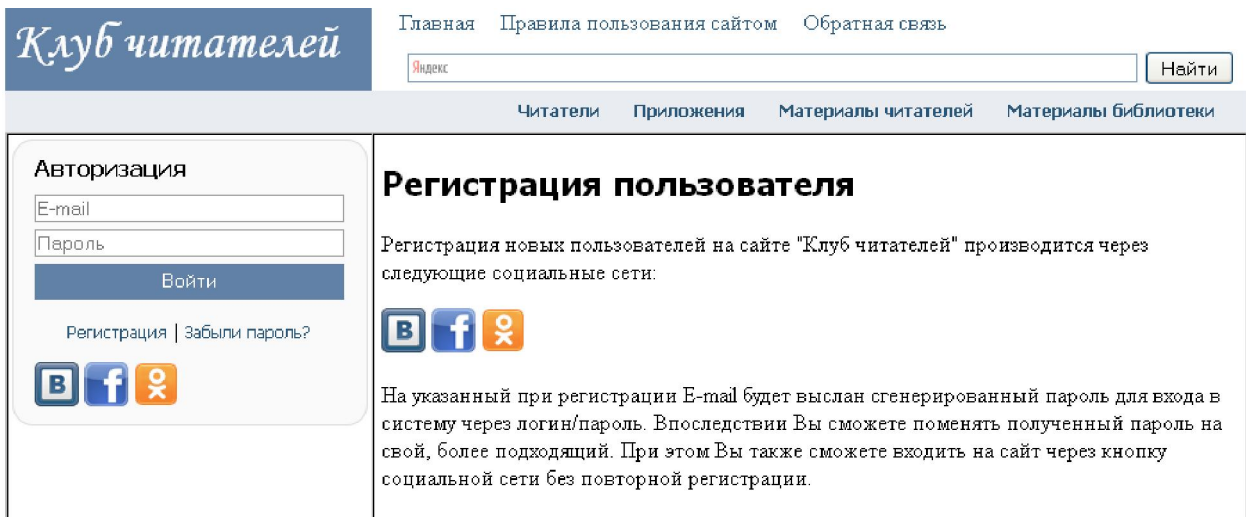 Клуб читателей
Главная Правила пользования сайтом Обратная связь
Яндекс
Найти
Читатели Приложения Материалы читателей Материалы библиотеки
Авторизация
E-mail
Пароль
Войти
Регистрация | Забыли пароль?
Регистрация пользователя
Регистрация новых пользователей на сайте "Клуб читателей" производится через
следующие социальные сети:
На указанный при регистрации E-mail будет выслан сгенерированный пароль для входа в
систему через логин/пароль. Впоследствии Вы сможете поменять полученный пароль на
свой, более подходящий. При этом Вы также сможете входить на сайт через кнопку
социальной сети без повторной регистрации.